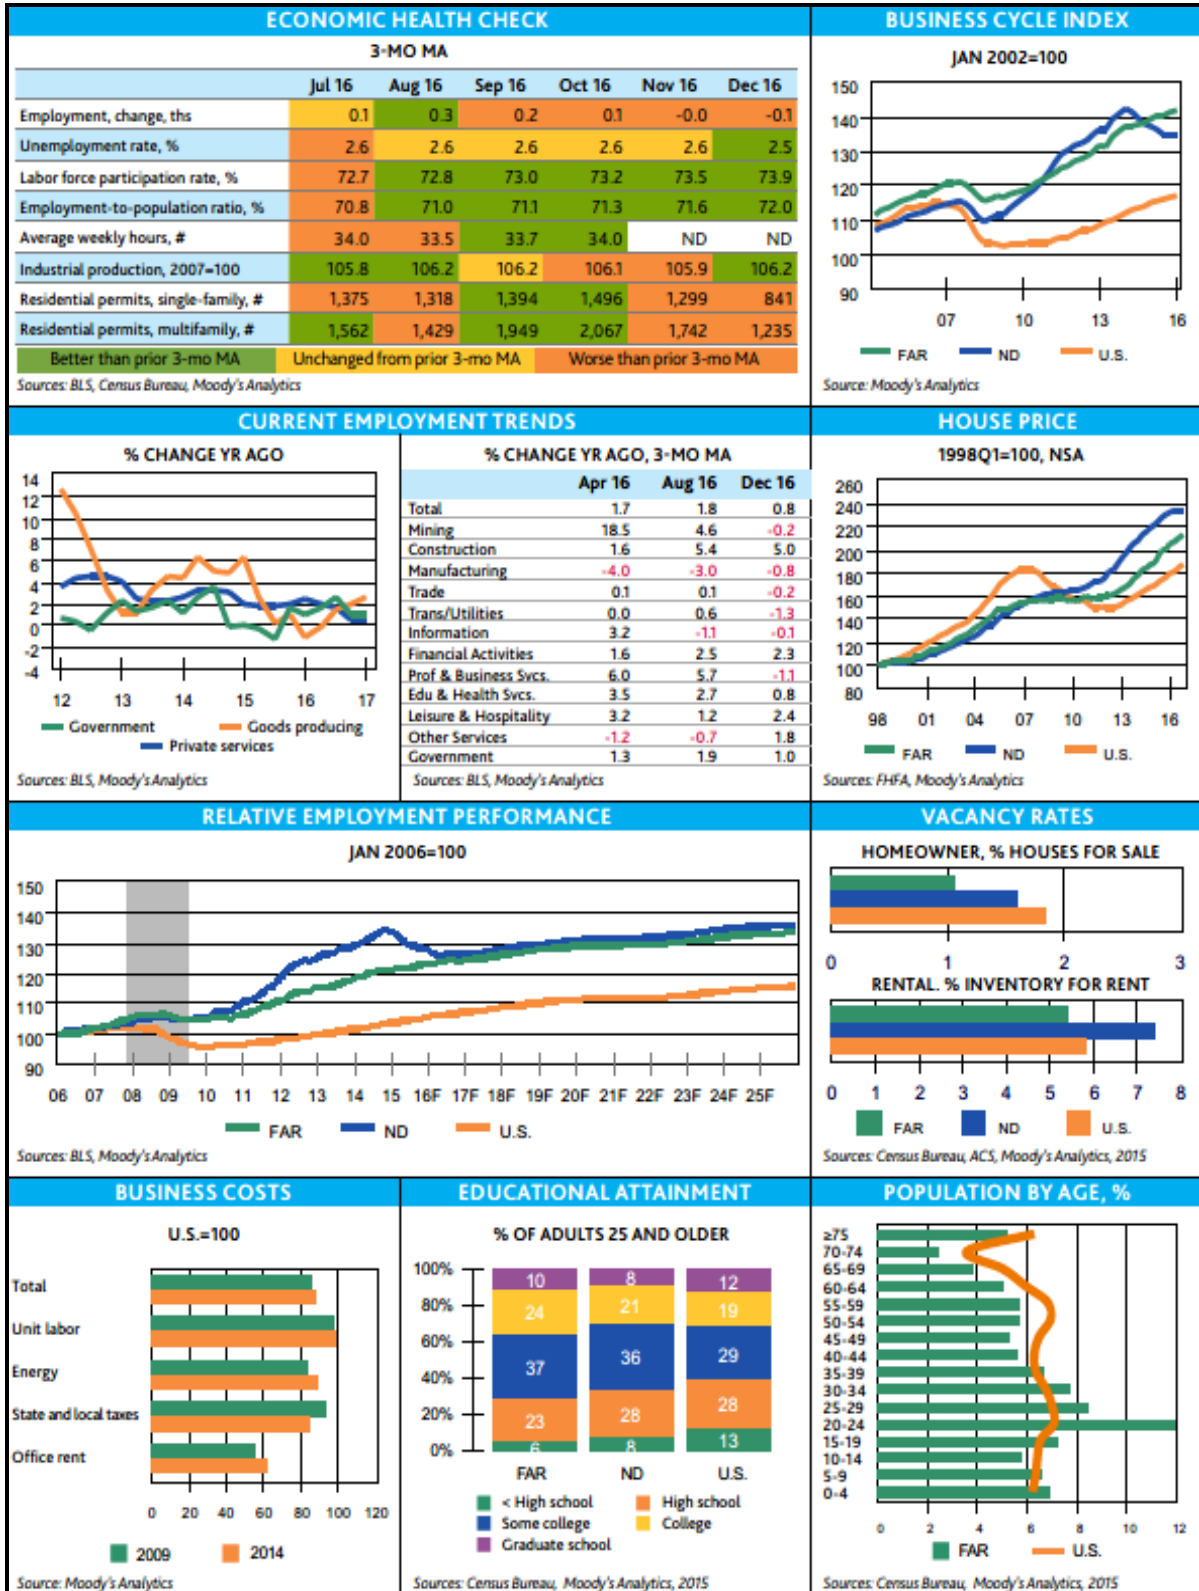 ECONOMIC HEALTH CHECK
3-MO MA
Jul 16 Aug 16 Sep 16 Oct 16 Nov 16 Dec 16
Employment, change, ths 0.1 0.3 0.2 0.1 -0.0 -0.1
Unemployment rate, % 2.6 2.6 2.6 2.6 2.6 2.5
Labor force participation rate, % 72.7 72.8 73.0 73.2 73.5 73.9
Employment-to-population ratio, % 70.8 71.0 71.1 71.3 71.6 72.0
Average weekly hours, # 34.0 33.5 33.7 34.0 ND ND
Industrial production, 2007=100 105.8 106.2 106.2 106.1 105.9 106.2
Residential permits, single-family, # 1,375 1,318 1,394 1,496 1,299 841
Residential permits, multifamily, # 1,562 1,429 1,949 2,067 1,742 1,235
Better than prior 3-mo MA Unchanged from prior 3-mo MA Worse than prior 3-mo MA
Sources: BLS, Census Bureau, Moody's Analytics
BUSINESS CYCLE INDEX
JAN 2002=100
150
140
130
120
110
100
90
07 10 13 16
FAR ND U.S.
Source: Moody's Analytics
CURRENT EMPLOYMENT TRENDS
% CHANGE YR AGO
14
12
10
8
6
4
2
0
-2
-4
12 13 14 15 16 17
Government Goods producing
Private services
Sources: BLS, Moody's Analytics
% CHANGE YR AGO, 3-MO MA
Apr 16 Aug 16 Dec 16
Total 1.7 1.8 0.8
Mining 18.5 4.6 -0.2
Construction 1.6 5.4 5.0
Manufacturing -4.0 -3.0 -0.8
Trade 0.1 0.1 -0.2
Trans/Utilities 0.0 0.6 -1.3
Information 3.2 -1.1 -0.1
Financial Activities 1.6 2.5 2.3
Prof & Business Svcs. 6.0 5.7 -1.1
Edu & Health Svcs. 3.5 2.7 0.8
Leisure & Hospitality 3.2 1.2 2.4
Other Services -1.2 -0.7 1.8
Government 1.3 1.9 1.0
Sources: BLS, Moody's Analytics
HOUSE PRICE
1998Q1=100, NSA
260
240
220
200
180
160
140
120
100
80
98 01 04 07 10 13 16
FAR ND U.S.
Sources: FHFA, Moody's Analytics
RELATIVE EMPLOYMENT PERFORMANCE
JAN 2006=100
150
140
130
120
110
100
90
06 07 08 09 10 11 12 13 14 15 16F 17F 18F 19F 20F 21F 22F 23F 24F 25F
FAR ND U.S.
Sources: BLS, Moody's Analytics
VACANCY RATES
HOMEOWNER, % HOUSES FOR SALE
0 1 2 3
RENTAL. % INVENTORY FOR RENT
0 1 2 3 4 5 6 7 8
FAR ND U.S.
Sources: Census Bureau, ACS, Moody's Analytics, 2015
BUSINESS COSTS
U.S.=100
Total
Unit labor
Energy
State and local taxes
Office rent
0 20 40 60 80 100 120
2009 2014
Source: Moody's Analytics
EDUCATIONAL ATTAINMENT
% OF ADULTS 25 AND OLDER
100%
80%
60%
40%
20%
0%
10 8 12
24 21 19
37 36 29
23 28 28
6 8 13
FAR ND U.S.
< High school High school
Some college College
Graduate school
Sources: Census Bureau, Moody's Analytics, 2015
POPULATION BY AGE, %
≥75
70-74
65-69
60-64
55-59
50-54
45-49
40-44
35-39
30-34
25-29
20-24
15-19
10-14
5-9
0-4
0 2 4 6 8 10 12
FAR U.S.
Sources: Census Bureau, Moody's Analytics, 2015